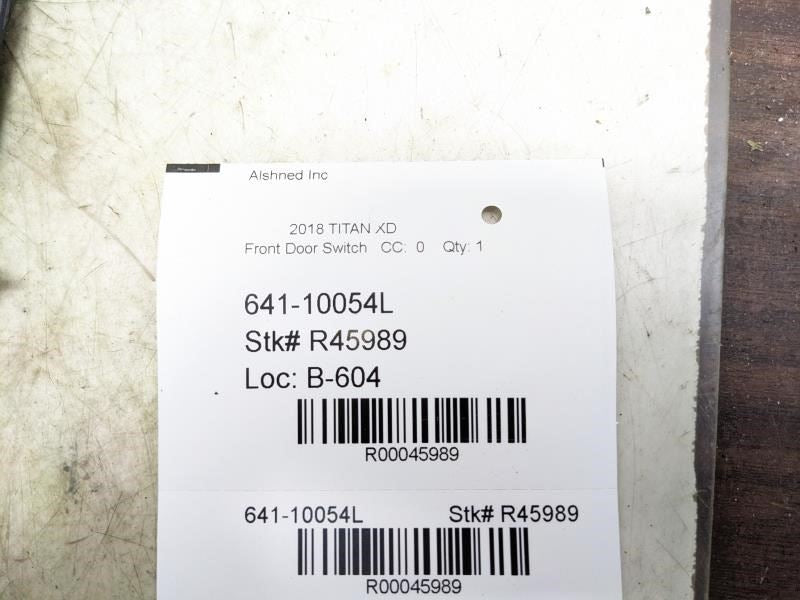 Alshned Inc
2018 TITAN XD
Front Door Switch CC: 0 Qty: 1
641-10054L
Stk# R45989
Loc: B-604
R00045989
641-10054L Stk# R45989
R00045989